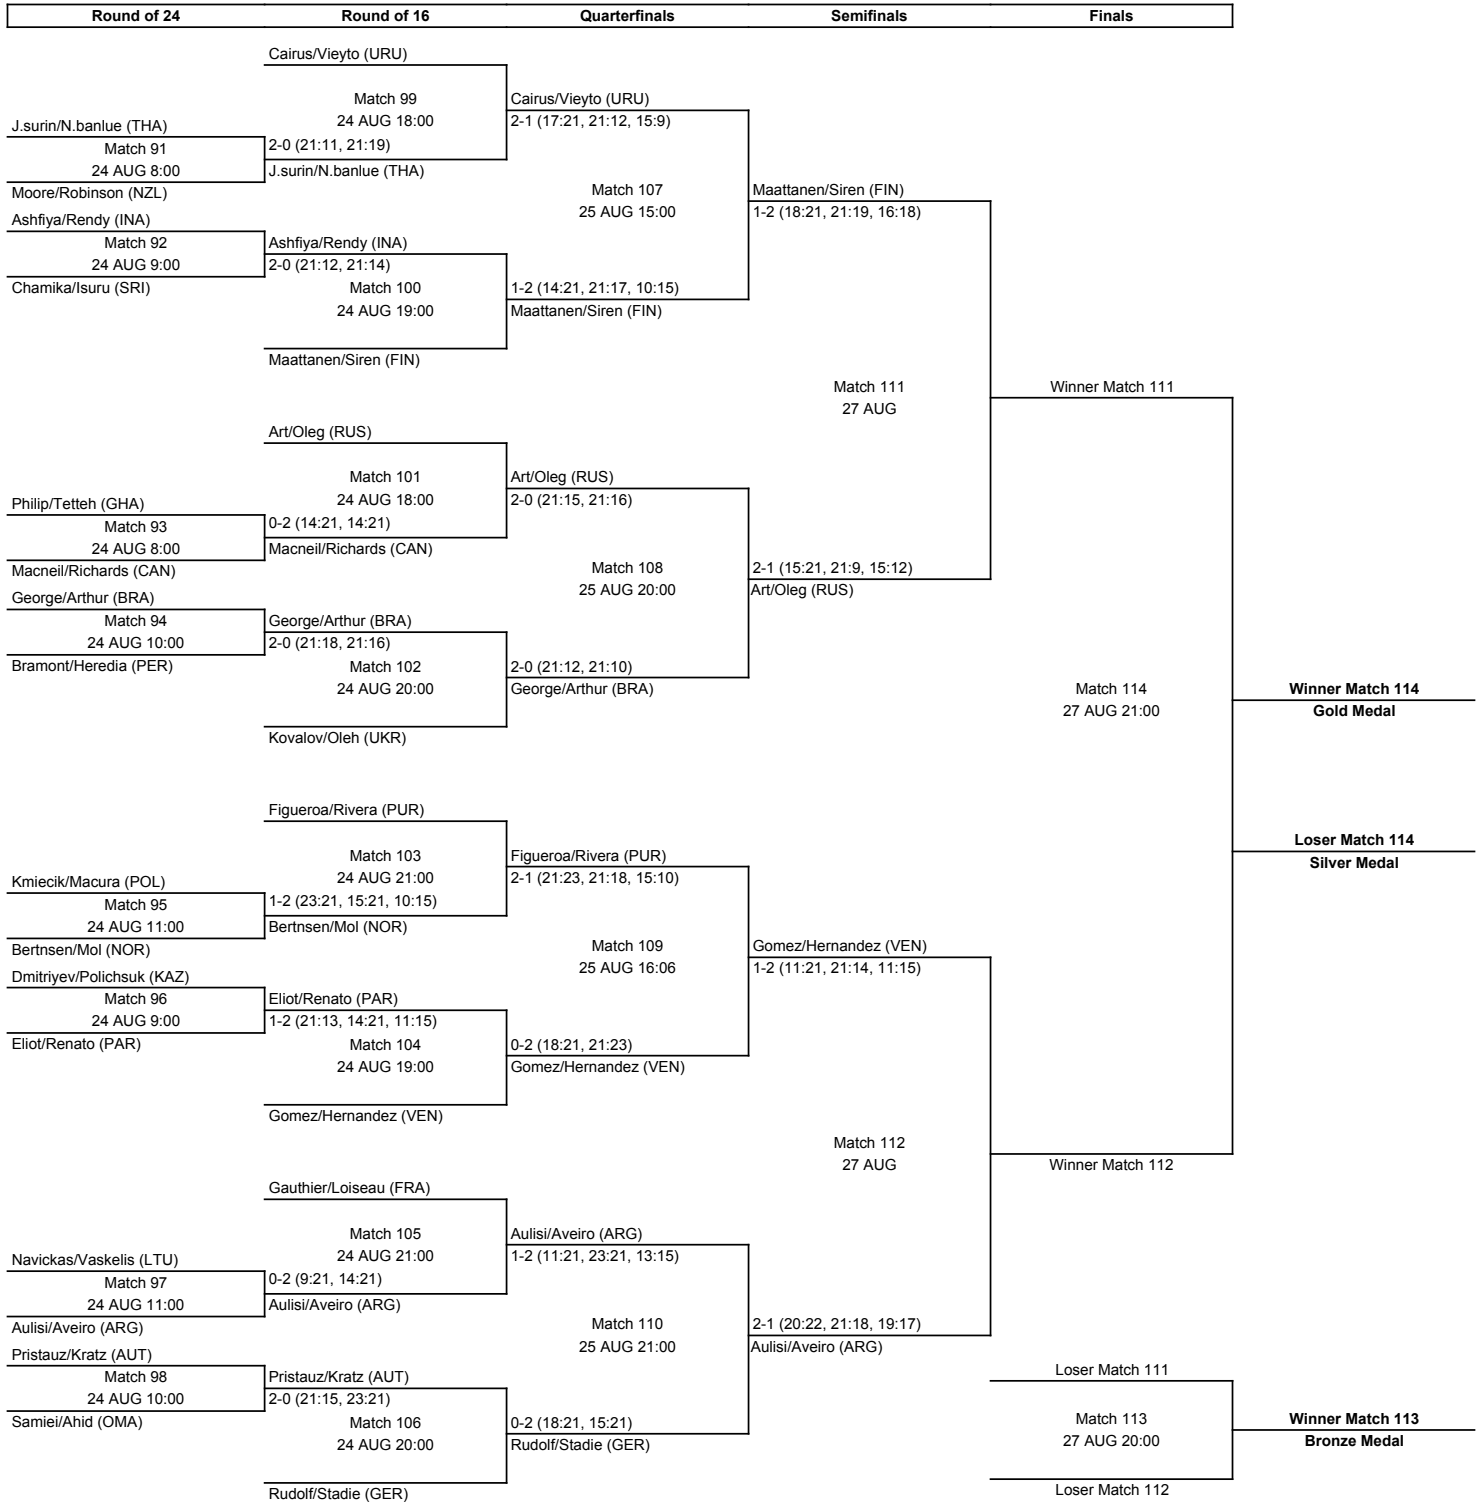 Round of 24 Round of 16 Quarterfinals Semifinals Finals
Cairus/Vieyto (URU)
Match 99 Cairus/Vieyto (URU)
J.surin/N.banlue (THA) 24 AUG 18:00 2-1 (17:21, 21:12, 15:9)
Match 91 2-0 (21:11, 21:19)
24 AUG 8:00 J.surin/N.banlue (THA)
Moore/Robinson (NZL) Match 107 Maattanen/Siren (FIN)
Ashfiya/Rendy (INA) 25 AUG 15:00 1-2 (18:21, 21:19, 16:18)
Match 92 Ashfiya/Rendy (INA)
24 AUG 9:00 2-0 (21:12, 21:14)
Chamika/Isuru (SRI) Match 100 1-2 (14:21, 21:17, 10:15)
24 AUG 19:00 Maattanen/Siren (FIN)
Maattanen/Siren (FIN)
Match 111 Winner Match 111
27 AUG
Art/Oleg (RUS)
Match 101 Art/Oleg (RUS)
Philip/Tetteh (GHA) 24 AUG 18:00 2-0 (21:15, 21:16)
Match 93 0-2 (14:21, 14:21)
24 AUG 8:00 Macneil/Richards (CAN)
Macneil/Richards (CAN) Match 108 2-1 (15:21, 21:9, 15:12)
George/Arthur (BRA) 25 AUG 20:00 Art/Oleg (RUS)
Match 94 George/Arthur (BRA)
24 AUG 10:00 2-0 (21:18, 21:16)
Bramont/Heredia (PER) Match 102 2-0 (21:12, 21:10)
24 AUG 20:00 George/Arthur (BRA) Match 114 Winner Match 114
27 AUG 21:00 Gold Medal
Kovalov/Oleh (UKR)
Figueroa/Rivera (PUR)
Loser Match 114
Match 103 Figueroa/Rivera (PUR) Silver Medal
Kmiecik/Macura (POL) 24 AUG 21:00 2-1 (21:23, 21:18, 15:10)
Match 95 1-2 (23:21, 15:21, 10:15)
24 AUG 11:00 Bertnsen/Mol (NOR)
Bertnsen/Mol (NOR) Match 109 Gomez/Hernandez (VEN)
Dmitriyev/Polichsuk (KAZ) 25 AUG 16:06 1-2 (11:21, 21:14, 11:15)
Match 96 Eliot/Renato (PAR)
24 AUG 9:00 1-2 (21:13, 14:21, 11:15)
Eliot/Renato (PAR) Match 104 0-2 (18:21, 21:23)
24 AUG 19:00 Gomez/Hernandez (VEN)
Gomez/Hernandez (VEN)
Match 112
27 AUG Winner Match 112
Gauthier/Loiseau (FRA)
Match 105 Aulisi/Aveiro (ARG)
Navickas/Vaskelis (LTU) 24 AUG 21:00 1-2 (11:21, 23:21, 13:15)
Match 97 0-2 (9:21, 14:21)
24 AUG 11:00 Aulisi/Aveiro (ARG)
Aulisi/Aveiro (ARG) Match 110 2-1 (20:22, 21:18, 19:17)
Pristauz/Kratz (AUT) 25 AUG 21:00 Aulisi/Aveiro (ARG)
Match 98 Pristauz/Kratz (AUT) Loser Match 111
24 AUG 10:00 2-0 (21:15, 23:21)
Samiei/Ahid (OMA) Match 106 0-2 (18:21, 15:21) Match 113 Winner Match 113
24 AUG 20:00 Rudolf/Stadie (GER) 27 AUG 20:00 Bronze Medal
Rudolf/Stadie (GER) Loser Match 112